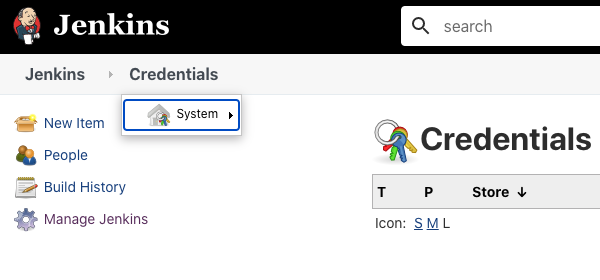 Jenkins
search
Jenkins Credentials
System
New Item
People
Build History
Manage Jenkins
Credentials
T P Store ↓
Icon: S M L